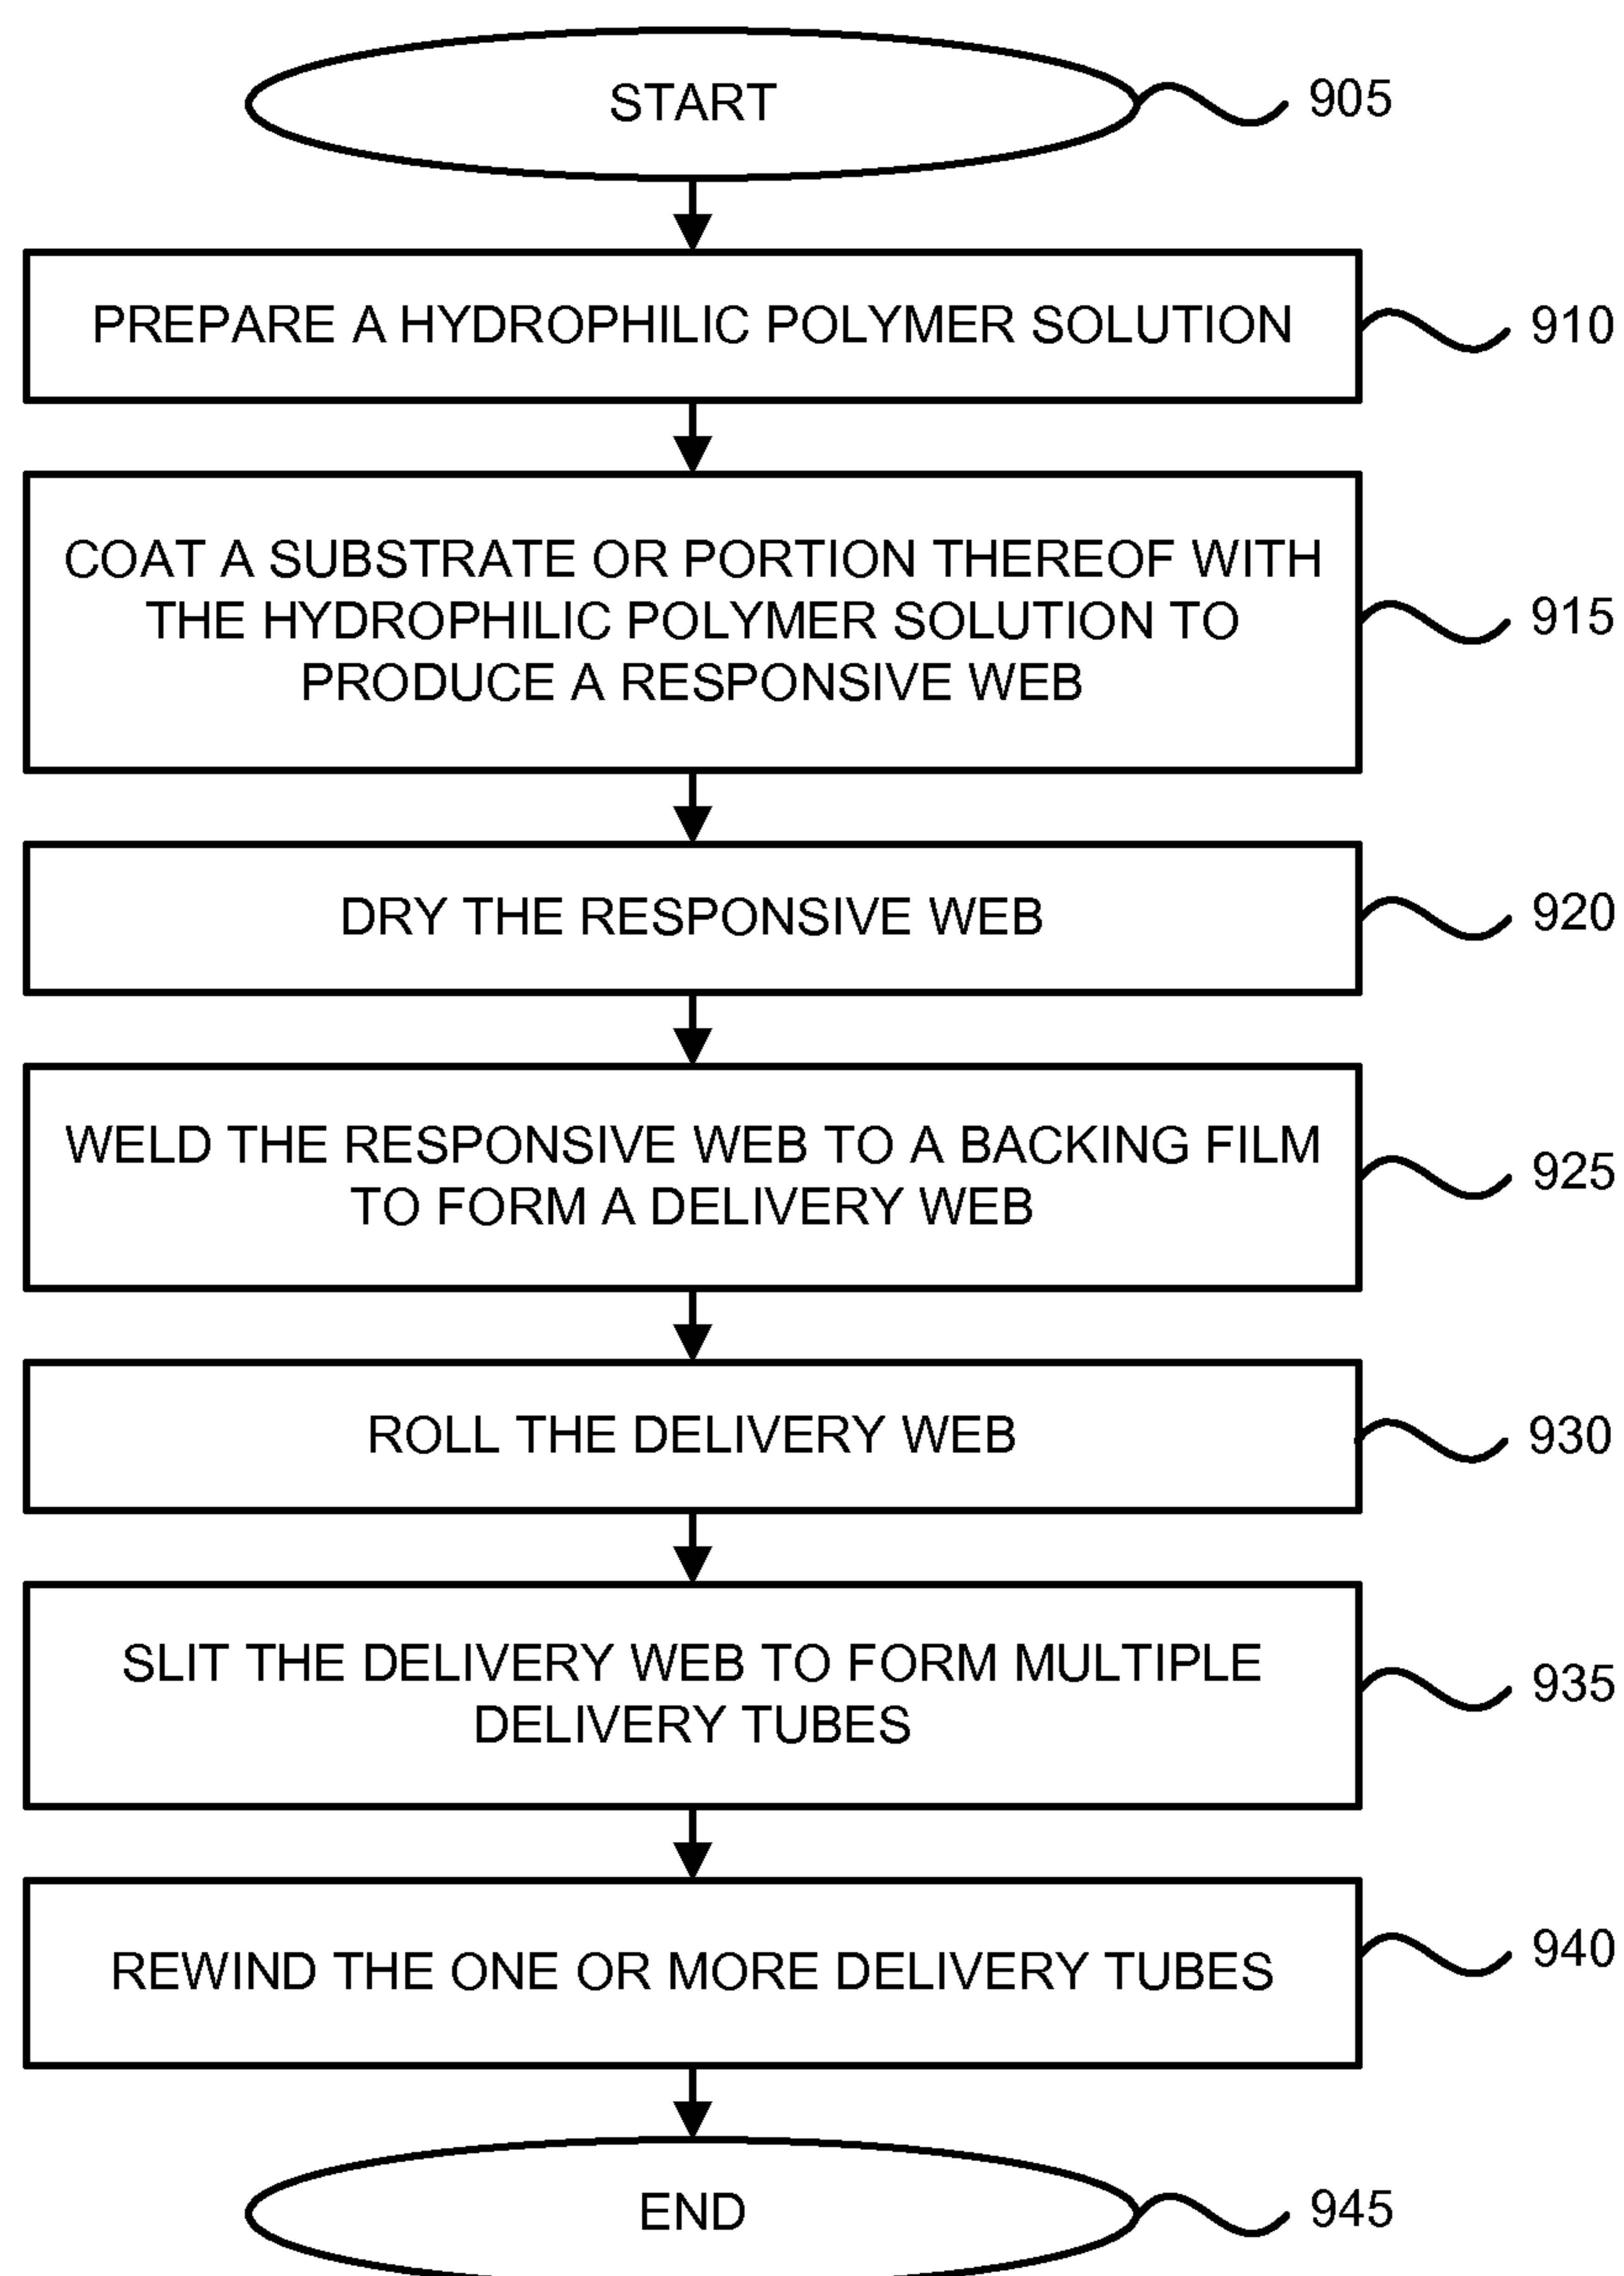 START
905
PREPARE A HYDROPHILIC POLYMER SOLUTION
910
COAT A SUBSTRATE OR PORTION THEREOF WITH
THE HYDROPHILIC POLYMER SOLUTION TO
PRODUCE A RESPONSIVE WEB
915
DRY THE RESPONSIVE WEB
920
WELD THE RESPONSIVE WEB TO A BACKING FILM
TO FORM A DELIVERY WEB
925
ROLL THE DELIVERY WEB
930
SLIT THE DELIVERY WEB TO FORM MULTIPLE
DELIVERY TUBES
935
REWIND THE ONE OR MORE DELIVERY TUBES
940
END
945